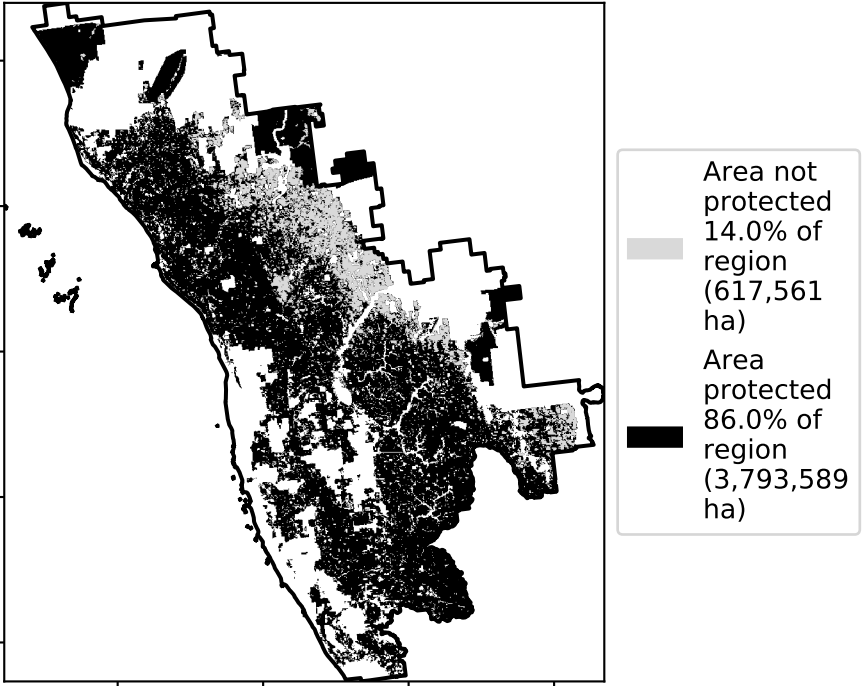 Area not
protected
14.0% of
region
(617,561
ha)
Area
protected
86.0% of
region
(3,793,589
ha)